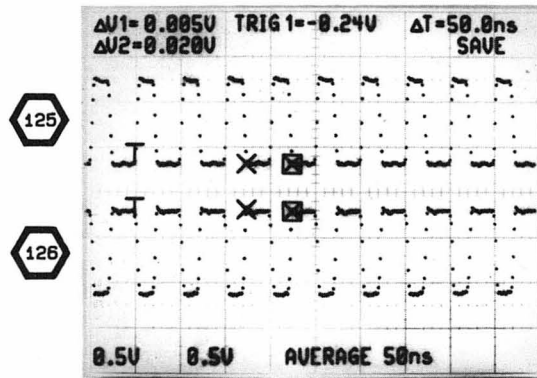 ΔV1= 0.005V TRIG 1=-0.24V ΔT=50.0ns
ΔV2=0.020V SAVE
125
126
0.5V 0.5V AVERAGE 50ns